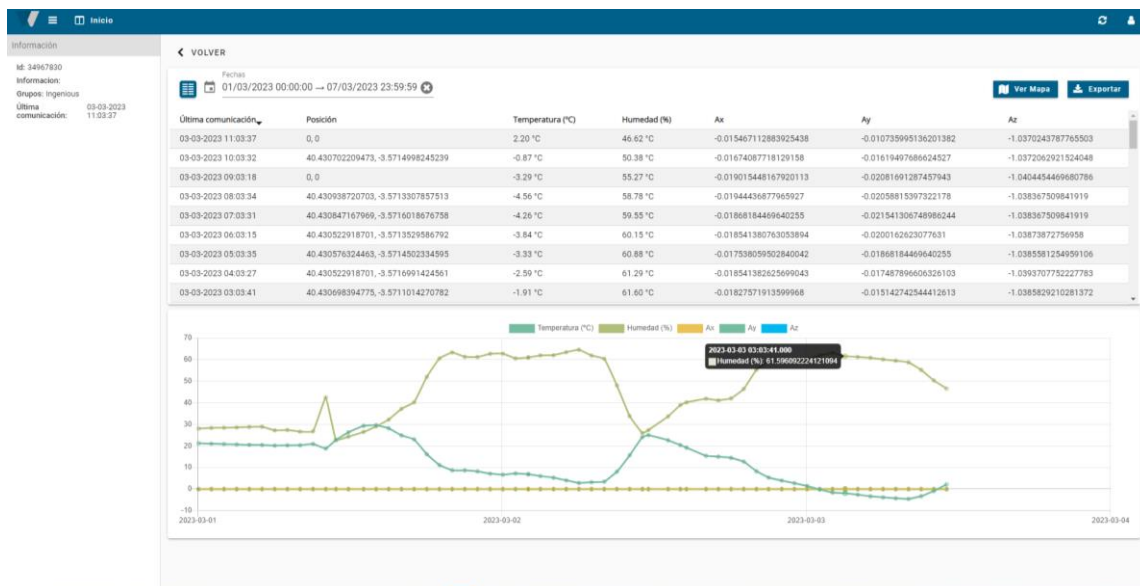 Inicio
Información
Id: 34967830
Informacion:
Grupos: Ingenious
Última comunicación: 03-03-2023 11:03:37
VOLVER
Fechas
01/03/2023 00:00:00 → 07/03/2023 23:59:59
Ver Mapa Exportar
Última comunicación Posición Temperatura (ºC) Humedad (%) Ax Ay Az
03-03-2023 11:03:37 0, 0 2.20 °C 46.62 °C -0.015467112883925438 -0.010735995136201382 -1.0370243787765503
03-03-2023 10:03:32 40.430702209473, -3.5714998245239 -0.87 °C 50.38 °C -0.01674087718129158 -0.01619497686624527 -1.0372062921524048
03-03-2023 09:03:18 0, 0 -3.29 °C 55.27 °C -0.019015448167920113 -0.02081691287457943 -1.0404454469680786
03-03-2023 08:03:34 40.430938720703, -3.5713307857513 -4.56 °C 58.78 °C -0.01944436877965927 -0.02058815397322178 -1.038367509841919
03-03-2023 07:03:31 40.430847167969, -3.5716018676758 -4.26 °C 59.55 °C -0.01868184469640255 -0.021541306748986244 -1.038367509841919
03-03-2023 06:03:15 40.430522918701, -3.5713529586792 -3.84 °C 60.15 °C -0.018541380763053894 -0.0200162623077631 -1.03873872756958
03-03-2023 05:03:35 40.430576324463, -3.5714502334595 -3.33 °C 60.88 °C -0.017538059502840042 -0.01868184469640255 -1.0385581254959106
03-03-2023 04:03:27 40.430522918701, -3.5716991424561 -2.59 °C 61.29 °C -0.018541382625699043 -0.017487896606326103 -1.0393707752227783
03-03-2023 03:03:41 40.430698394775, -3.5711014270782 -1.91 °C 61.60 °C -0.01827571913599968 -0.015142742544412613 -1.0385829210281372
Temperatura (ºC) Humedad (%) Ax Ay Az
2023-03-03 03:03:41.000
Humedad (%): 61.596092224121094
70
60
50
40
30
20
10
0
-10
2023-03-01 2023-03-02 2023-03-03 2023-03-04